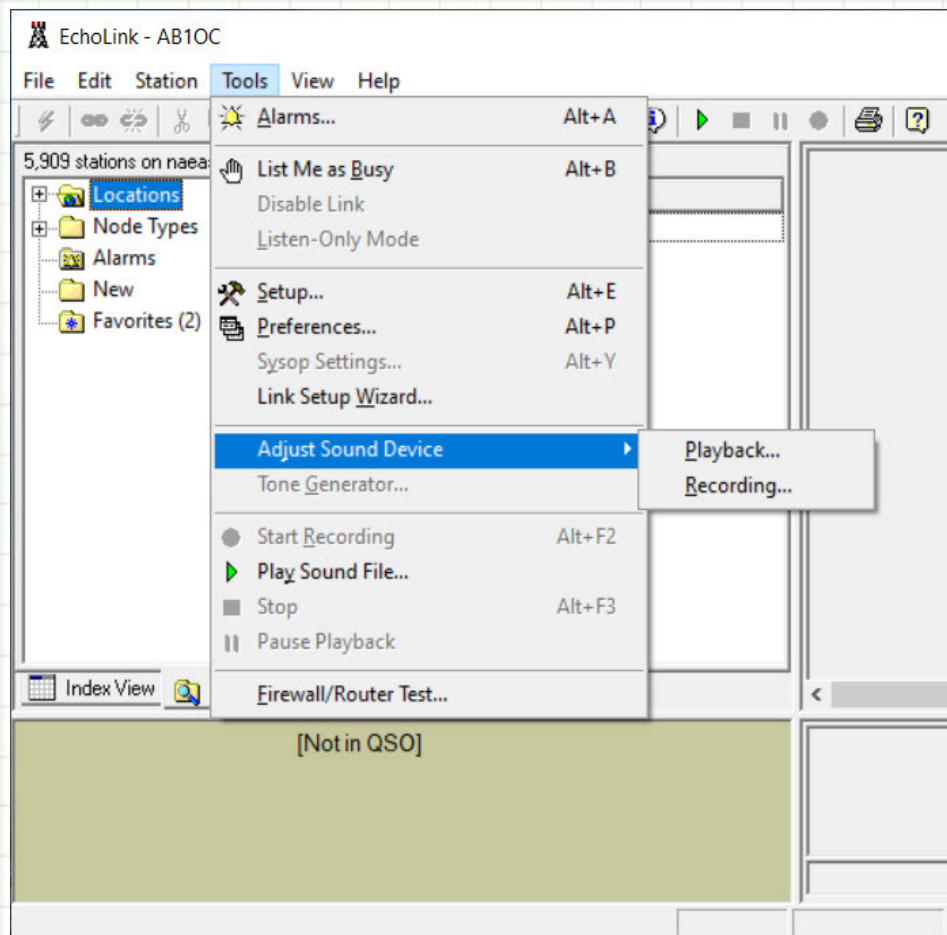 EchoLink - AB1OC
File Edit Station Tools View Help
5,909 stations on naea
Locations
Node Types
Alarms
New
Favorites (2)
Alarms... Alt+A
List Me as Busy Alt+B
Disable Link
Listen-Only Mode
Setup... Alt+E
Preferences... Alt+P
Sysop Settings... Alt+Y
Link Setup Wizard...
Adjust Sound Device
Playback...
Recording...
Tone Generator...
Start Recording Alt+F2
Play Sound File...
Stop Alt+F3
Pause Playback
Firewall/Router Test...
Index View
[Not in QSO]